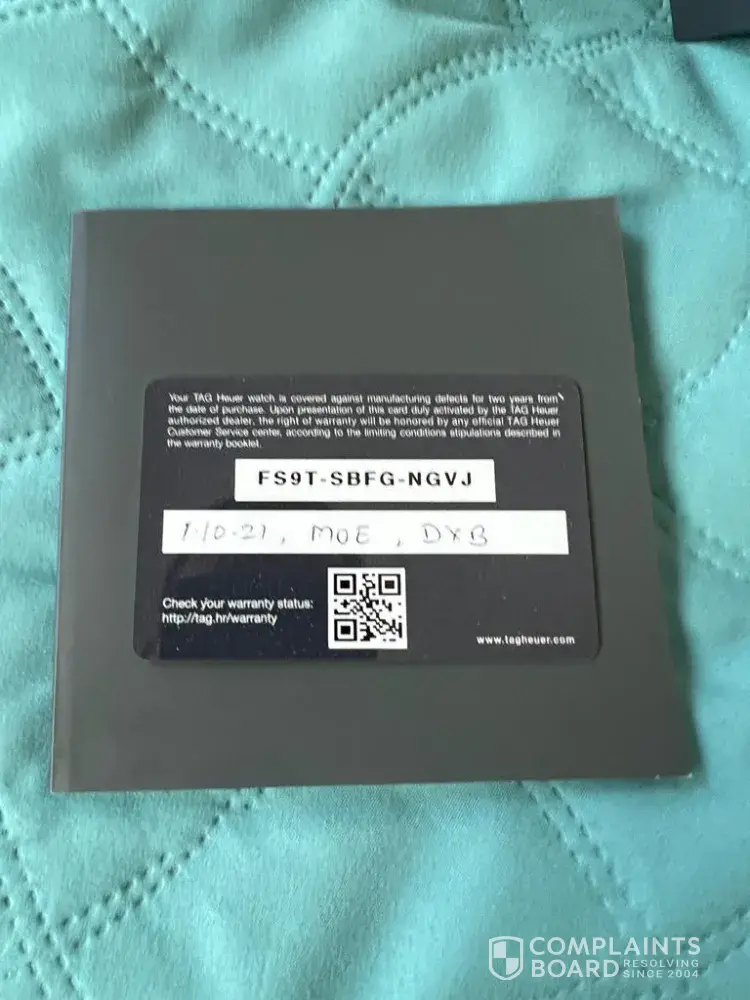 Your TAG Heuer watch is covered against manufacturing defects for two years from
the date of purchase. Upon presentation of this card duly activated by the TAG Heuer
authorized dealer, the right of warranty will be honored by any official TAG Heuer
Customer Service center, according to the limiting conditions stipulations described in
the warranty booklet.
FS9T-SBFG-NGVJ
1-10-21, MOE, DXB
Check your warranty status:
http://tag.hr/warranty
www.tagheuer.com
COMPLAINTS
BOARD RESOLVING
SINCE 2004